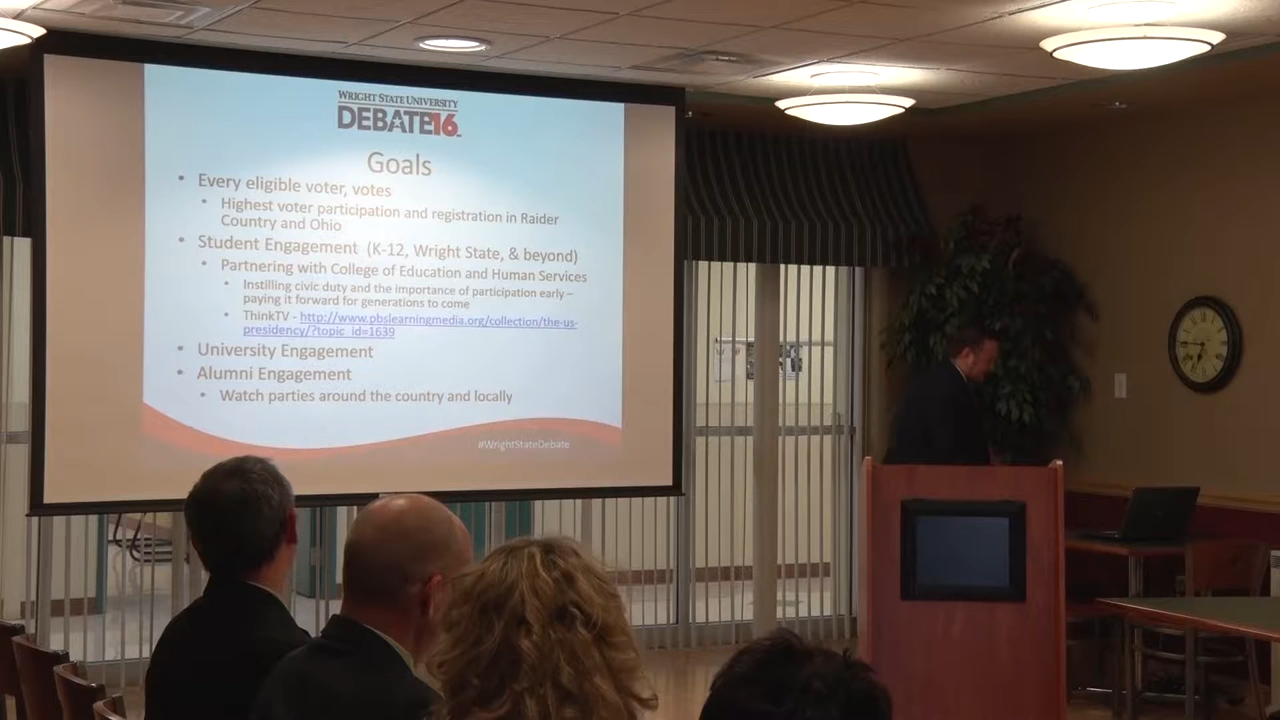 WRIGHT STATE UNIVERSITY
DEBATE16
Goals
• Every eligible voter, votes
• Highest voter participation and registration in Raider
Country and Ohio
• Student Engagement (K-12, Wright State, & beyond)
• Partnering with College of Education and Human Services
• Instilling civic duty and the importance of participation early –
paying it forward for generations to come
• ThinkTV - http://www.pbslearningmedia.org/collection/the-us-
presidency/?topic_id=1639
• University Engagement
• Alumni Engagement
• Watch parties around the country and locally
#WrightStateDebate